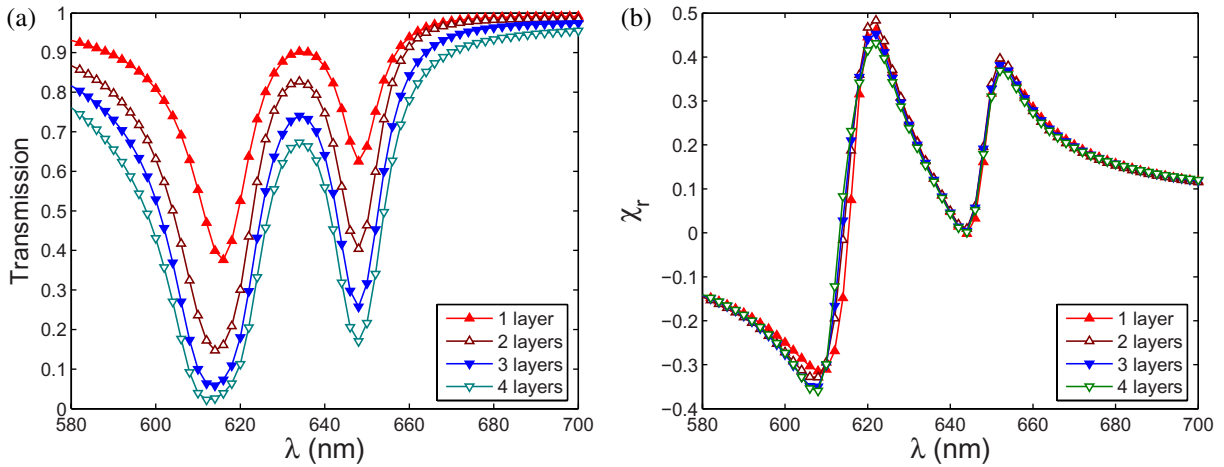 (a)
Transmission
1
0.9
0.8
0.7
0.6
0.5
0.4
0.3
0.2
0.1
0
580 600 620 640 660 680 700
λ (nm)
1 layer
2 layers
3 layers
4 layers
(b)
χr
0.5
0.4
0.3
0.2
0.1
0
−0.1
−0.2
−0.3
−0.4
580 600 620 640 660 680 700
λ (nm)
1 layer
2 layers
3 layers
4 layers